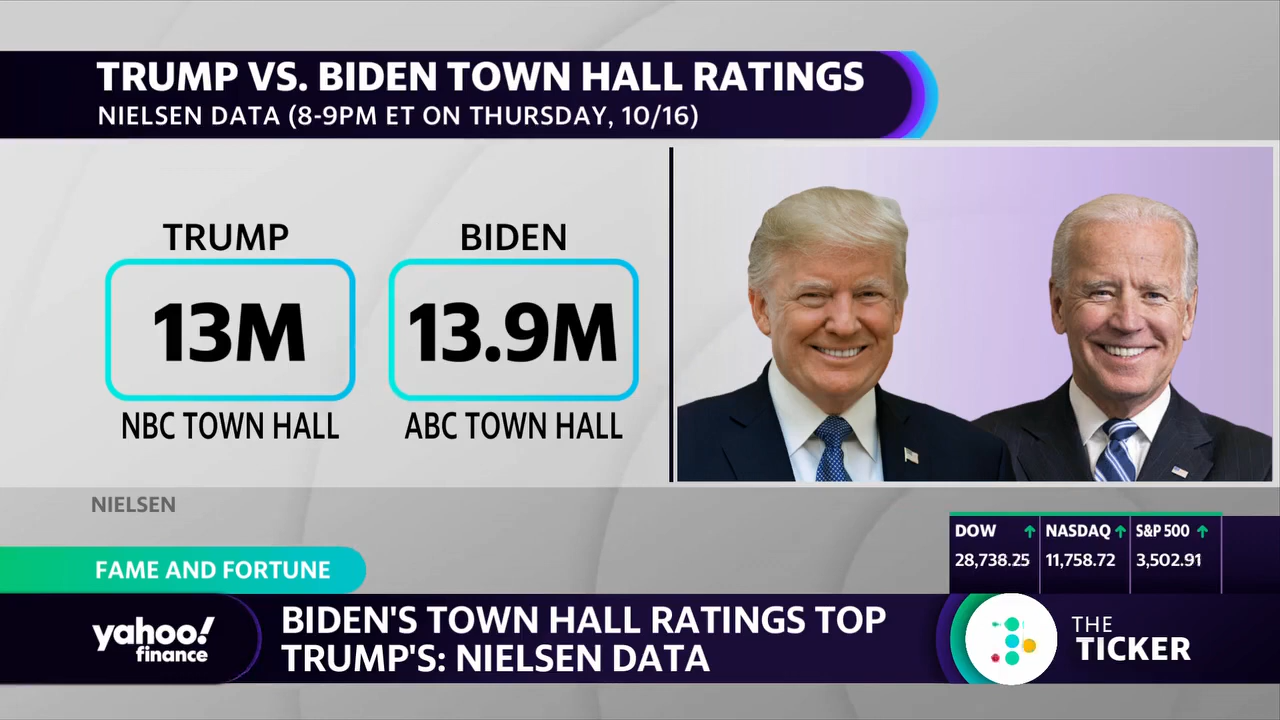 TRUMP VS. BIDEN TOWN HALL RATINGS
NIELSEN DATA (8-9PM ET ON THURSDAY, 10/16)
TRUMP
BIDEN
13M
13.9M
NBC TOWN HALL
ABC TOWN HALL
NIELSEN
DOW
NASDAQ
S&P 500
28,738.25
11,758.72
3,502.91
FAME AND FORTUNE
yahoo!
finance
BIDEN'S TOWN HALL RATINGS TOP
TRUMP'S: NIELSEN DATA
THE
TICKER